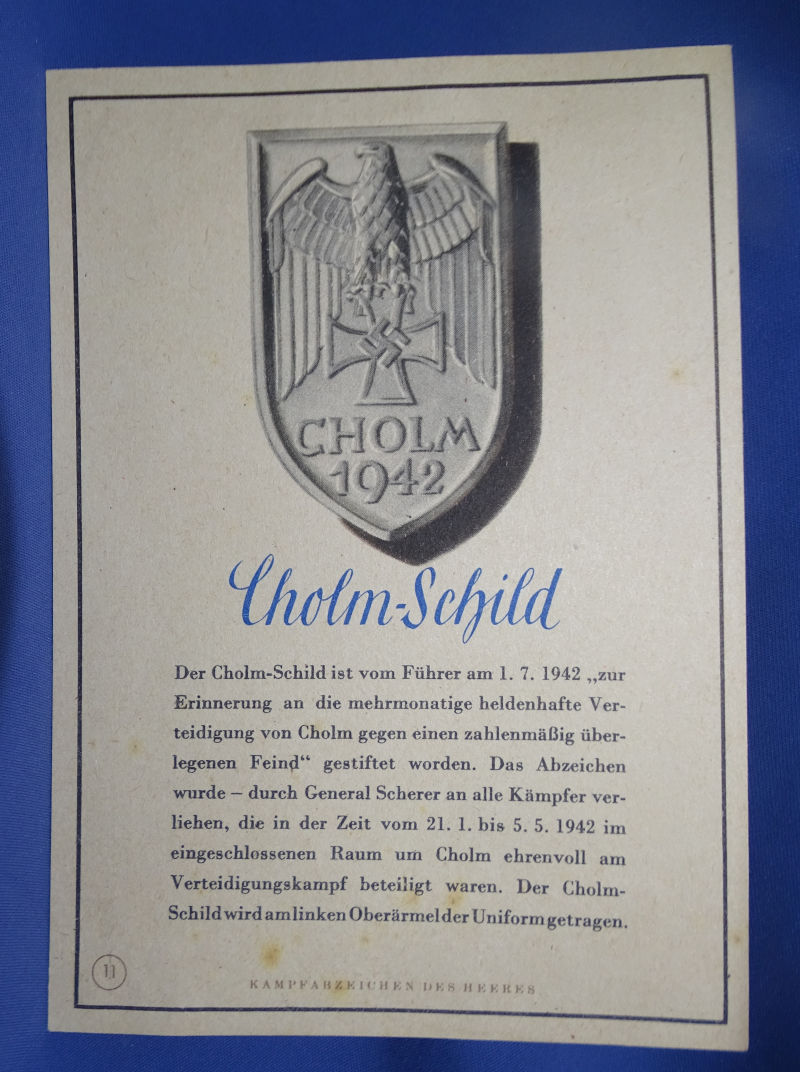 CHOLM
1942
Cholm-Schild
Der Cholm-Schild ist vom Führer am 1. 7. 1942 „zur
Erinnerung an die mehrmonatige heldenhafte Ver-
teidigung von Cholm gegen einen zahlenmäßig über-
legenen Feind“ gestiftet worden. Das Abzeichen
wurde – durch General Scherer an alle Kämpfer ver-
liehen, die in der Zeit vom 21. 1. bis 5. 5. 1942 im
eingeschlossenen Raum um Cholm ehrenvoll am
Verteidigungskampf beteiligt waren. Der Cholm-
Schild wird am linken Oberärmel der Uniform getragen.
11
KAMPFABZEICHEN DES HEERES